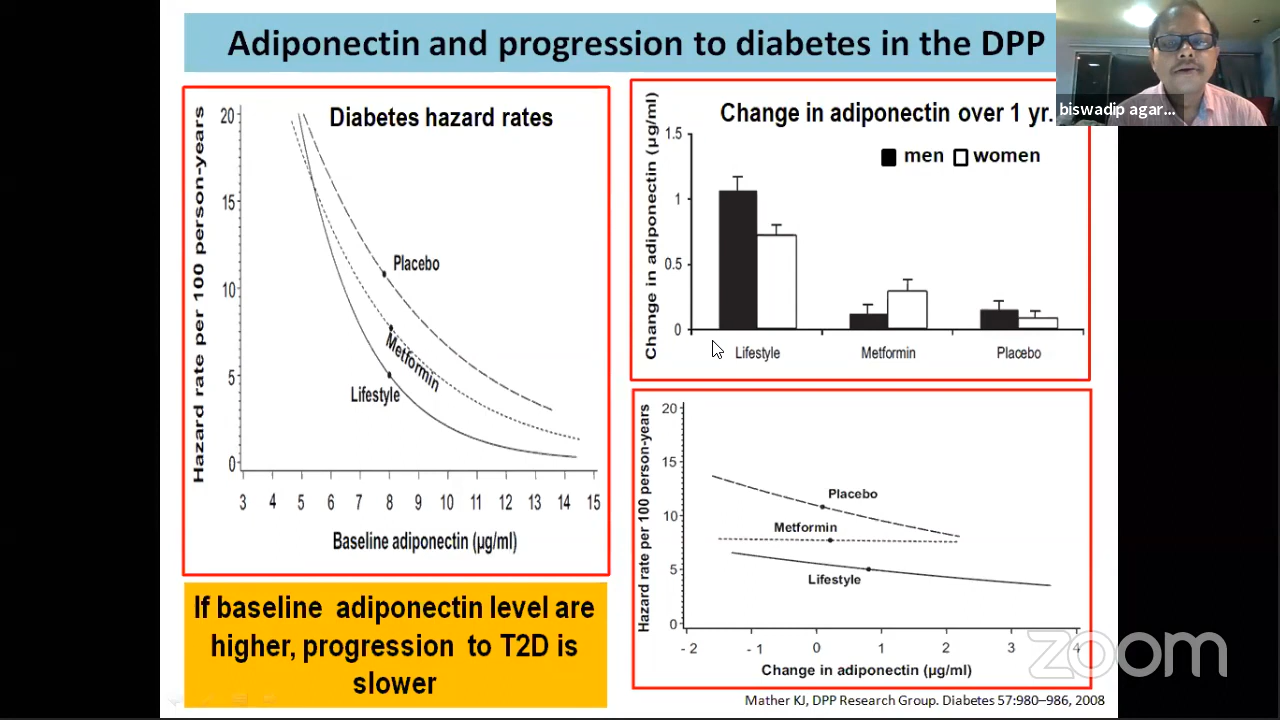 Adiponectin and progression to diabetes in the DPP
biswadip agar...
Diabetes hazard rates
Hazard rate per 100 person-years
20
15
10
5
0
Placebo
Metformin
Lifestyle
3 4 5 6 7 8 9 10 11 12 13 14 15
Baseline adiponectin (µg/ml)
If baseline adiponectin level are
higher, progression to T2D is
slower
Change in adiponectin over 1 yr.
men women
Change in adiponectin (µg/ml)
1.5
1
0.5
0
Lifestyle Metformin Placebo
Hazard rate per 100 person-years
20
15
10
5
0
Placebo
Metformin
Lifestyle
- 2 - 1 0 1 2 3 4
Change in adiponectin (µg/ml)
zoom
Mather KJ, DPP Research Group. Diabetes 57:980–986, 2008